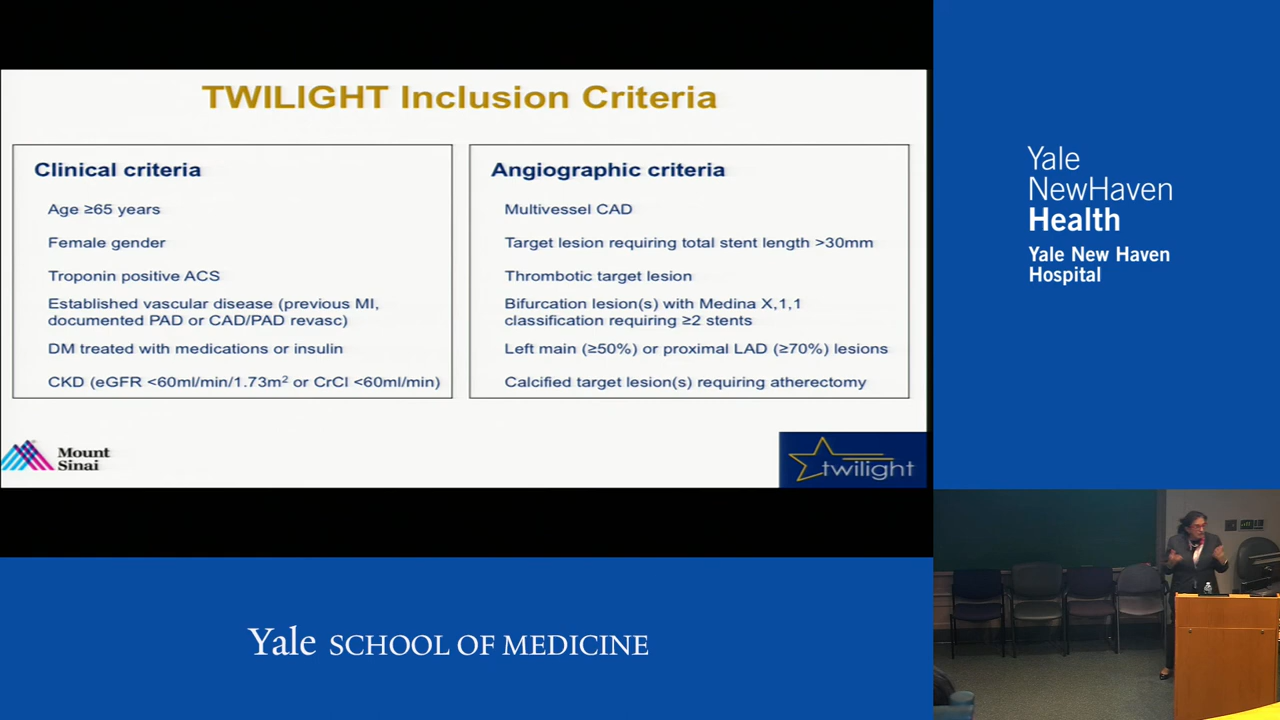 TWILIGHT Inclusion Criteria
Clinical criteria
Age ≥65 years
Female gender
Troponin positive ACS
Established vascular disease (previous MI,
documented PAD or CAD/PAD revasc)
DM treated with medications or insulin
CKD (eGFR <60ml/min/1.73m² or CrCl <60ml/min)
Angiographic criteria
Multivessel CAD
Target lesion requiring total stent length >30mm
Thrombotic target lesion
Bifurcation lesion(s) with Medina X,1,1
classification requiring ≥2 stents
Left main (≥50%) or proximal LAD (≥70%) lesions
Calcified target lesion(s) requiring atherectomy
Mount
Sinai
twilight
Yale
NewHaven
Health
Yale New Haven
Hospital
Yale SCHOOL OF MEDICINE